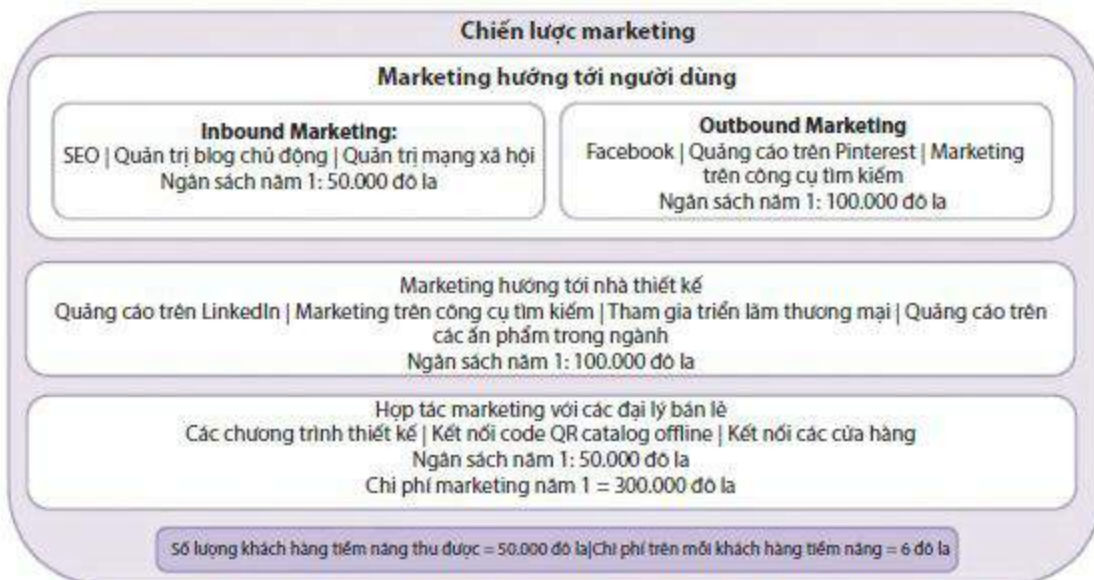 Chiến lược marketing
Marketing hướng tới người dùng
Inbound Marketing:
SEO | Quản trị blog chủ động | Quản trị mạng xã hội
Ngân sách năm 1: 50.000 đô la
Outbound Marketing
Facebook | Quảng cáo trên Pinterest | Marketing
trên công cụ tìm kiếm
Ngân sách năm 1: 100.000 đô la
Marketing hướng tới nhà thiết kế
Quảng cáo trên LinkedIn | Marketing trên công cụ tìm kiếm | Tham gia triển lãm thương mại | Quảng cáo trên
các ấn phẩm trong ngành
Ngân sách năm 1: 100.000 đô la
Hợp tác marketing với các đại lý bán lẻ
Các chương trình thiết kế | Kết nối code QR catalog offline | Kết nối các cửa hàng
Ngân sách năm 1: 50.000 đô la
Chi phí marketing năm 1 = 300.000 đô la
Số lượng khách hàng tiềm năng thu được = 50.000 đô la|Chi phí trên mỗi khách hàng tiềm năng = 6 đô la